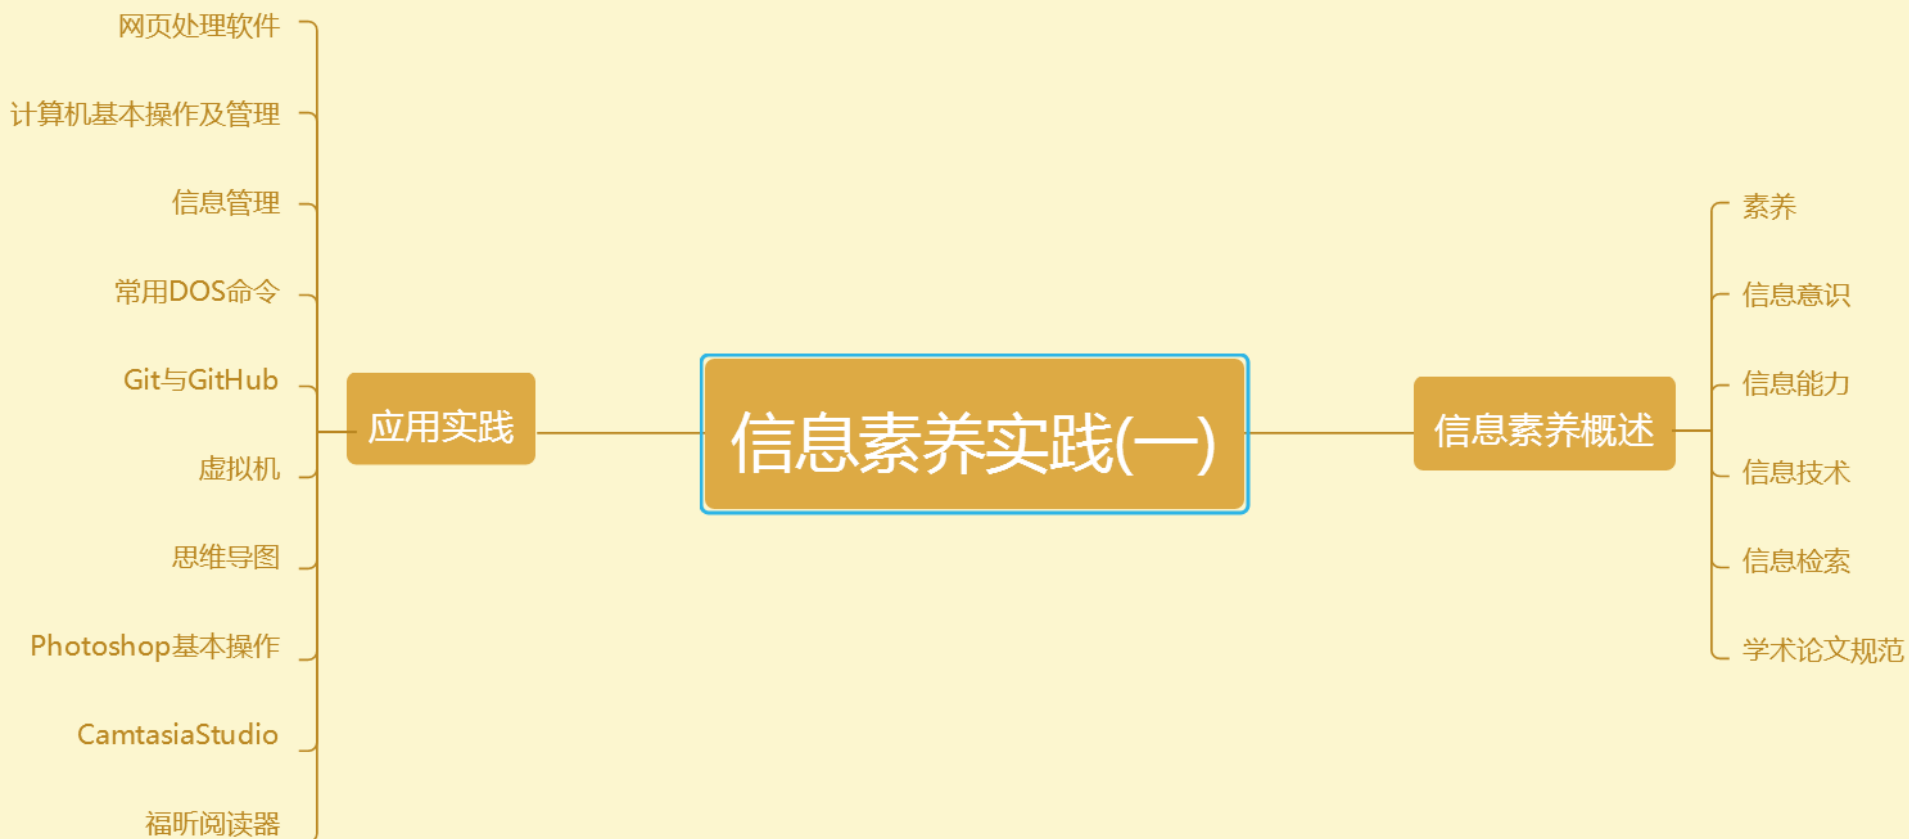 网页处理软件
计算机基本操作及管理
信息管理
常用DOS命令
Git与GitHub
虚拟机
思维导图
Photoshop基本操作
CamtasiaStudio
福昕阅读器
应用实践
信息素养实践(一)
信息素养概述
素养
信息意识
信息能力
信息技术
信息检索
学术论文规范